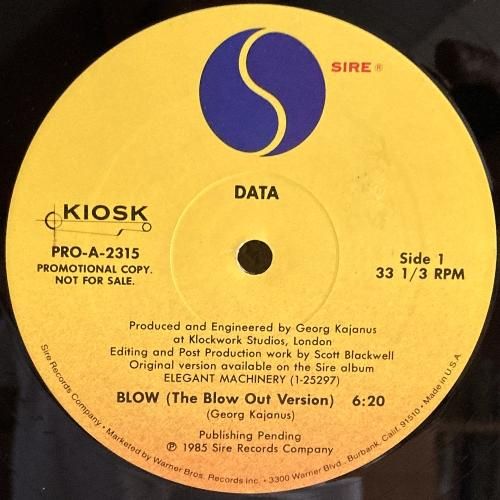 SIRE ®
DATA
KIOSK
PRO-A-2315
PROMOTIONAL COPY.
NOT FOR SALE.
Side 1
33 1/3 RPM
Produced and Engineered by Georg Kajanus
at Klockwork Studios, London
Editing and Post Production work by Scott Blackwell
Original version available on the Sire album
ELEGANT MACHINERY (1-25297)
BLOW (The Blow Out Version) 6:20
(Georg Kajanus)
Publishing Pending
℗ 1985 Sire Records Company
Sire Records Company • Marketed by Warner Bros. Records Inc. • 3300 Warner Blvd., Burbank, Calif. 91510 • Made in U.S.A.